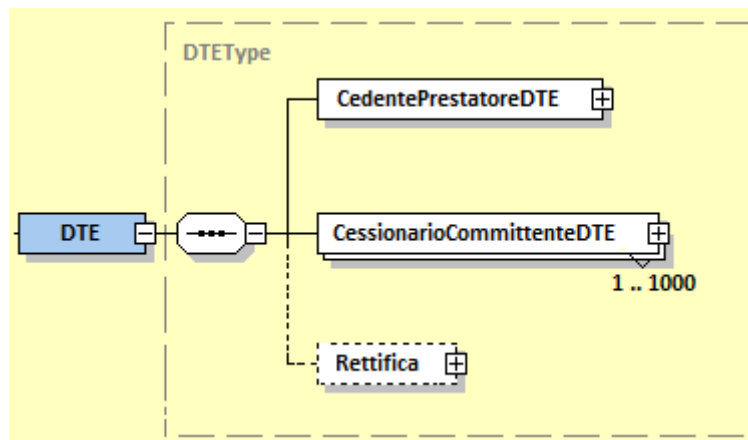 DTEType
CedentePrestatoreDTE
DTE
CessionarioCommittenteDTE
1 .. 1000
Rettifica